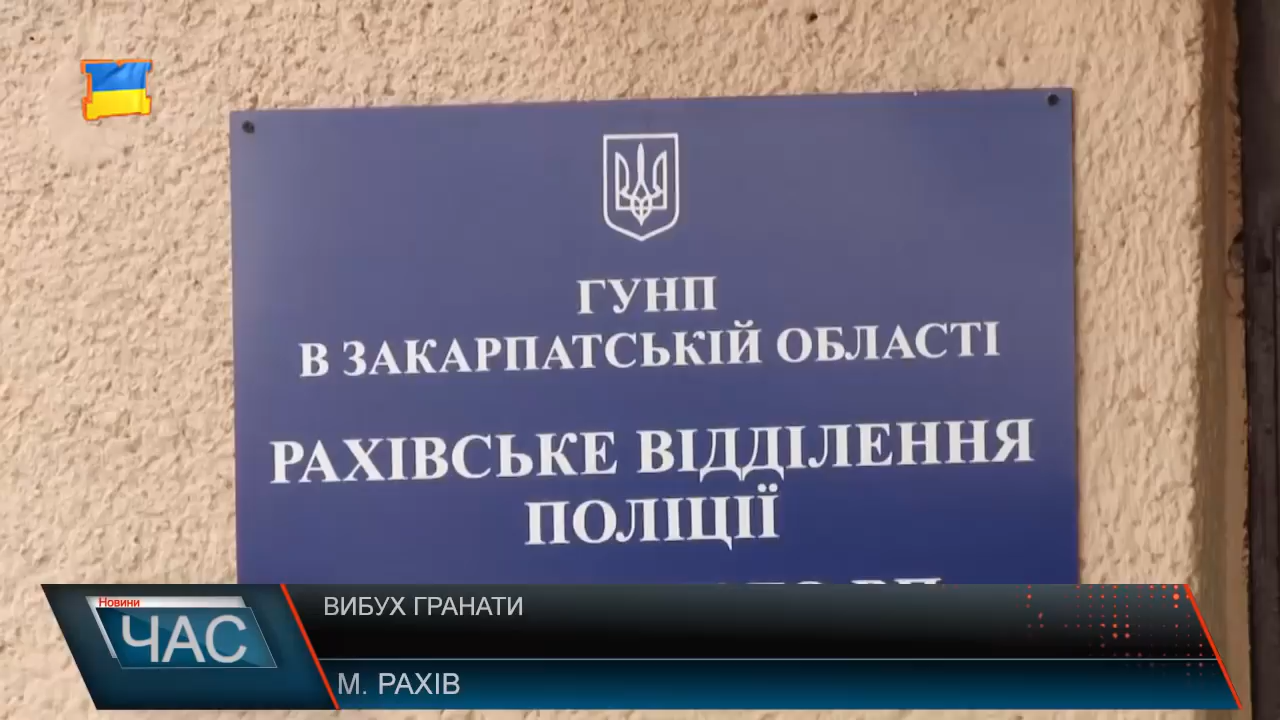 ГУНП
В ЗАКАРПАТСЬКІЙ ОБЛАСТІ
РАХІВСЬКЕ ВІДДІЛЕННЯ
ПОЛІЦІЇ
Новини
ЧАС
ВИБУХ ГРАНАТИ
М. РАХІВ